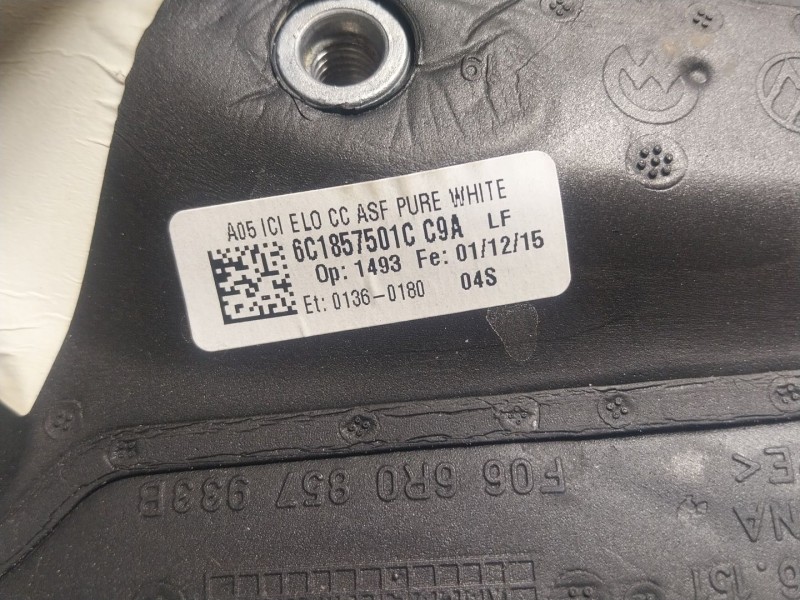 A05 ICI ELO CC ASF PURE WHITE
6C1857501C C9A LF
Op: 1493 Fe: 01/12/15
Et: 0136-0180 04S
F06 6R0 857 933B